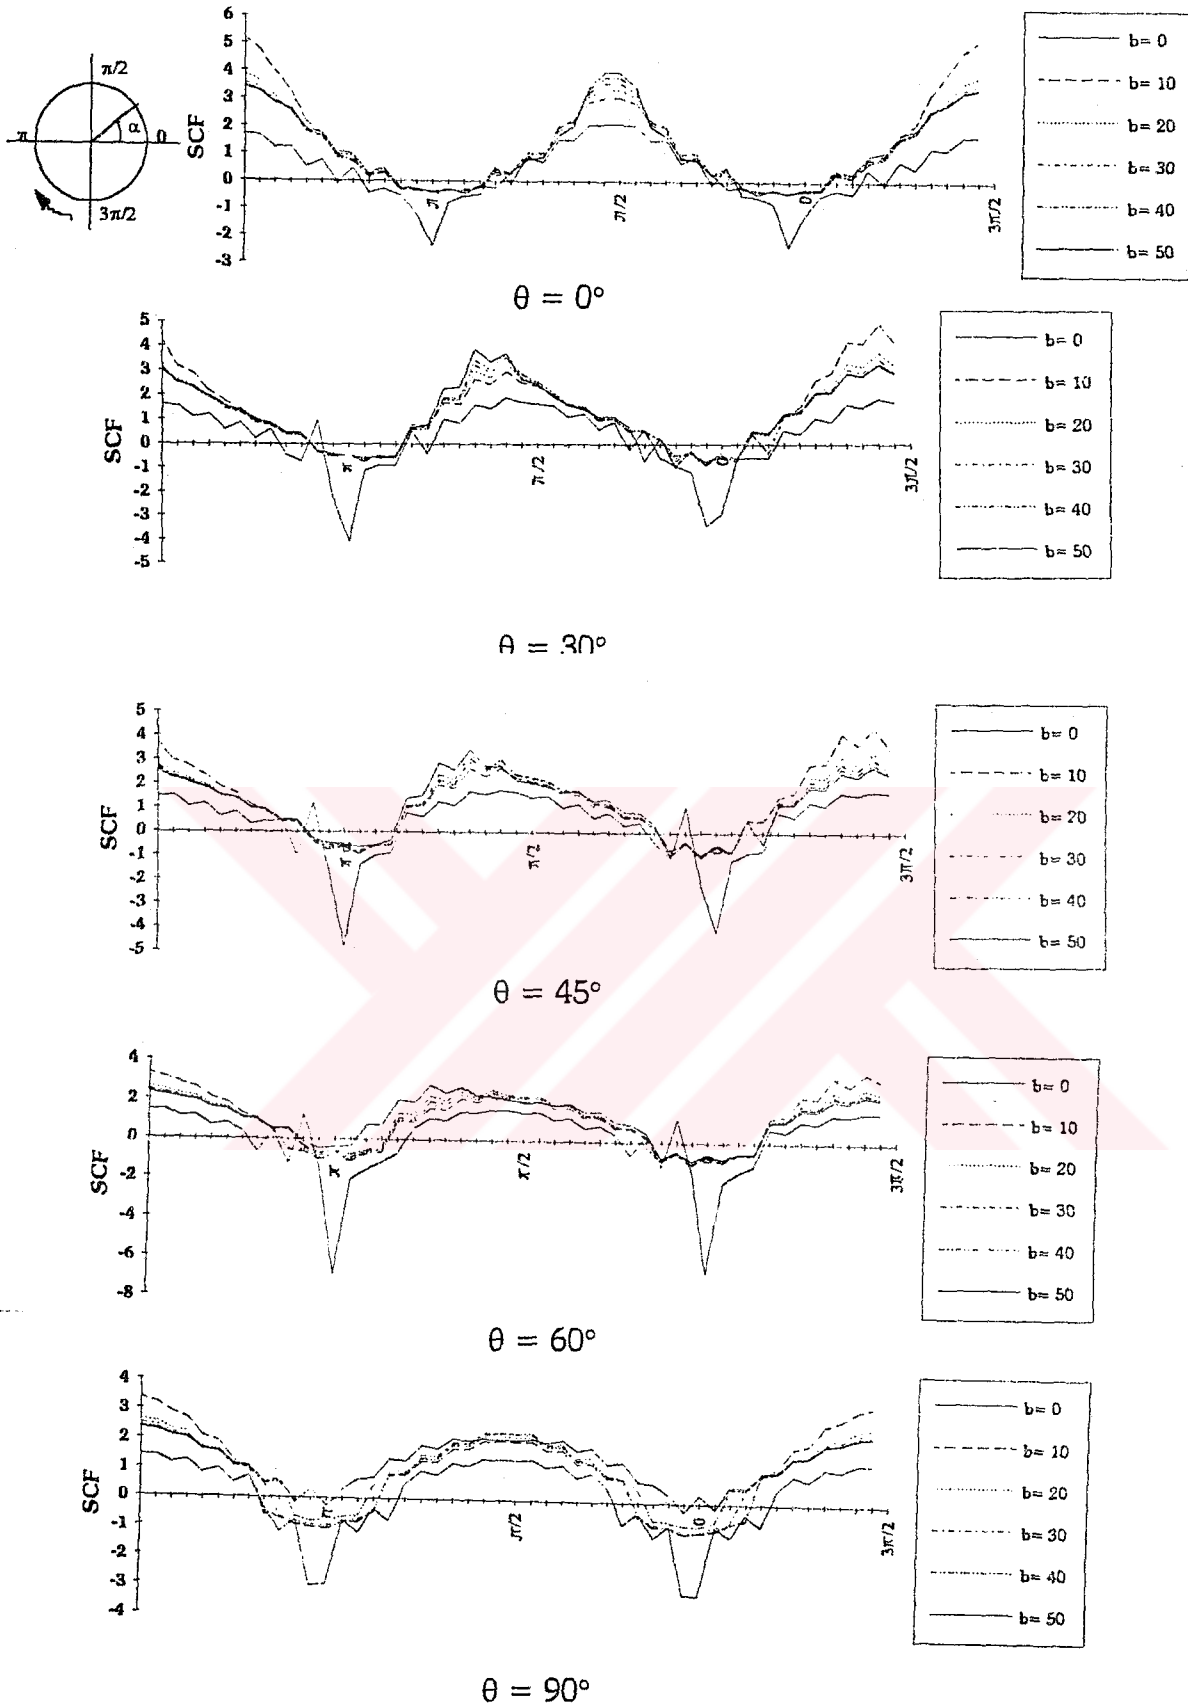 6
5
4
3
2
1
0
-1
-2
-3
SCF
π/2
π
α
0
3π/2
π
π/2
0
3π/2
b= 0
b= 10
b= 20
b= 30
b= 40
b= 50
θ = 0°
5
4
3
2
1
0
-1
-2
-3
-4
-5
SCF
π
π/2
0
3π/2
b= 0
b= 10
b= 20
b= 30
b= 40
b= 50
θ = 30°
5
4
3
2
1
0
-1
-2
-3
-4
-5
SCF
π
π/2
3π/2
b= 0
b= 10
b= 20
b= 30
b= 40
b= 50
θ = 45°
4
2
0
-2
-4
-6
-8
SCF
π
π/2
3π/2
b= 0
b= 10
b= 20
b= 30
b= 40
b= 50
θ = 60°
4
3
2
1
0
-1
-2
-3
-4
SCF
π
π/2
0
3π/2
b= 0
b= 10
b= 20
b= 30
b= 40
b= 50
θ = 90°